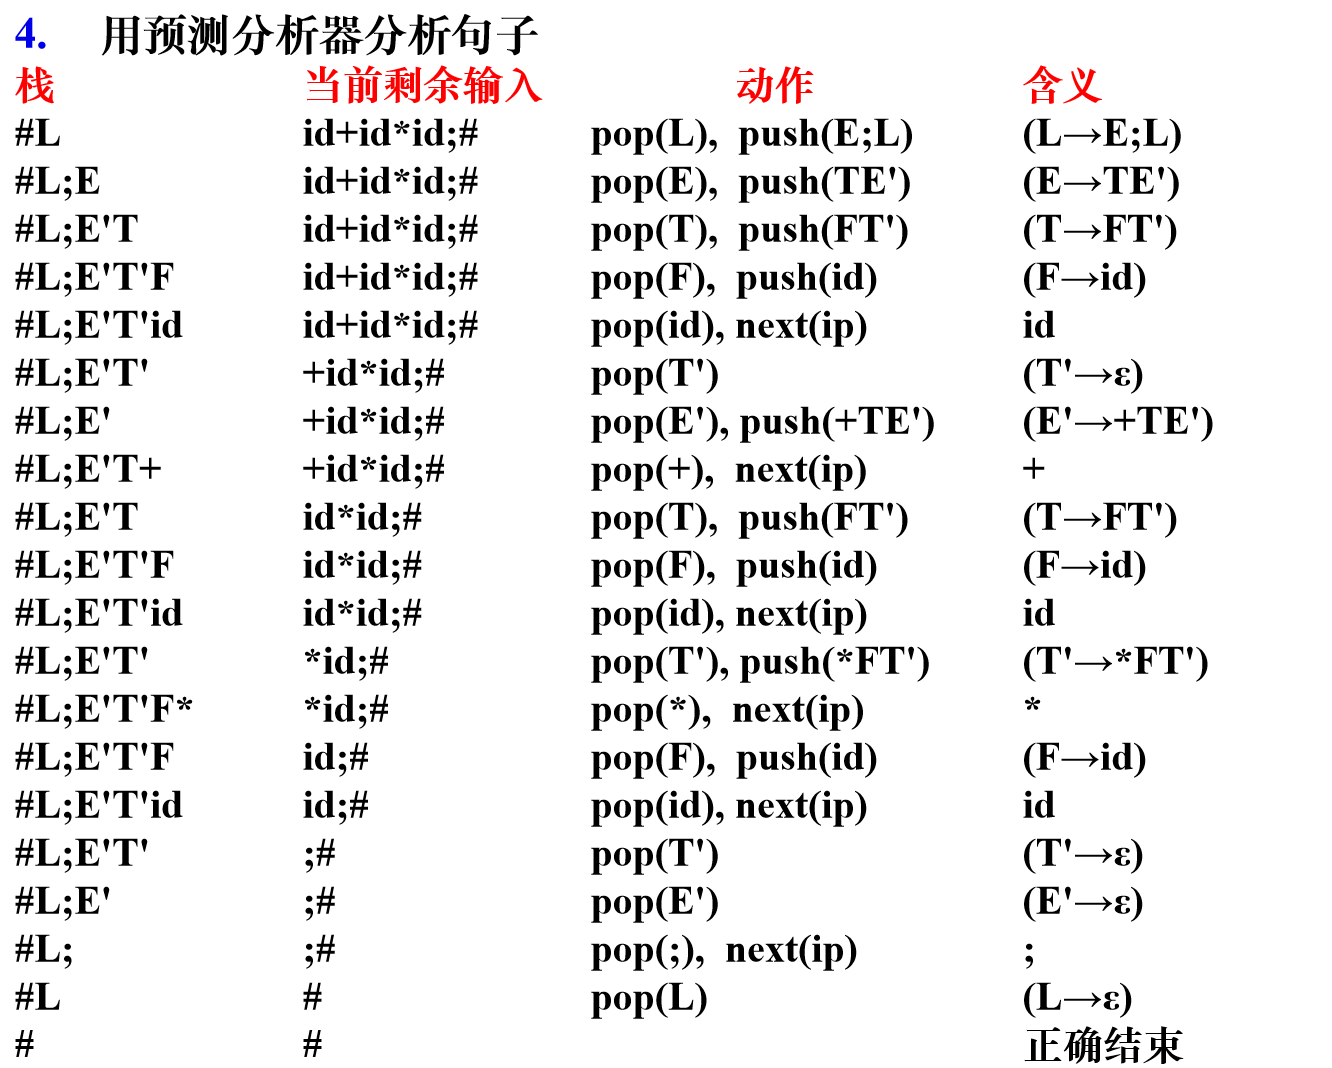 4. 用预测分析器分析句子
栈 当前剩余输入 动作 含义
#L id+id*id;# pop(L), push(E;L) (L→E;L)
#L;E id+id*id;# pop(E), push(TE') (E→TE')
#L;E'T id+id*id;# pop(T), push(FT') (T→FT')
#L;E'T'F id+id*id;# pop(F), push(id) (F→id)
#L;E'T'id id+id*id;# pop(id), next(ip) id
#L;E'T' +id*id;# pop(T') (T'→ε)
#L;E' +id*id;# pop(E'), push(+TE') (E'→+TE')
#L;E'T+ +id*id;# pop(+), next(ip) +
#L;E'T id*id;# pop(T), push(FT') (T→FT')
#L;E'T'F id*id;# pop(F), push(id) (F→id)
#L;E'T'id id*id;# pop(id), next(ip) id
#L;E'T' *id;# pop(T'), push(*FT') (T'→*FT')
#L;E'T'F* *id;# pop(*), next(ip) *
#L;E'T'F id;# pop(F), push(id) (F→id)
#L;E'T'id id;# pop(id), next(ip) id
#L;E'T' ;# pop(T') (T'→ε)
#L;E' ;# pop(E') (E'→ε)
#L; ;# pop(;), next(ip) ;
#L # pop(L) (L→ε)
# # 正确结束